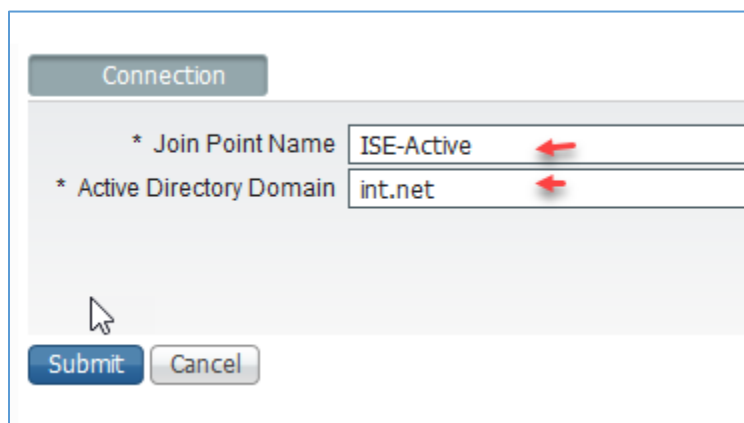 Connection
* Join Point Name ISE-Active
* Active Directory Domain int.net
Submit Cancel